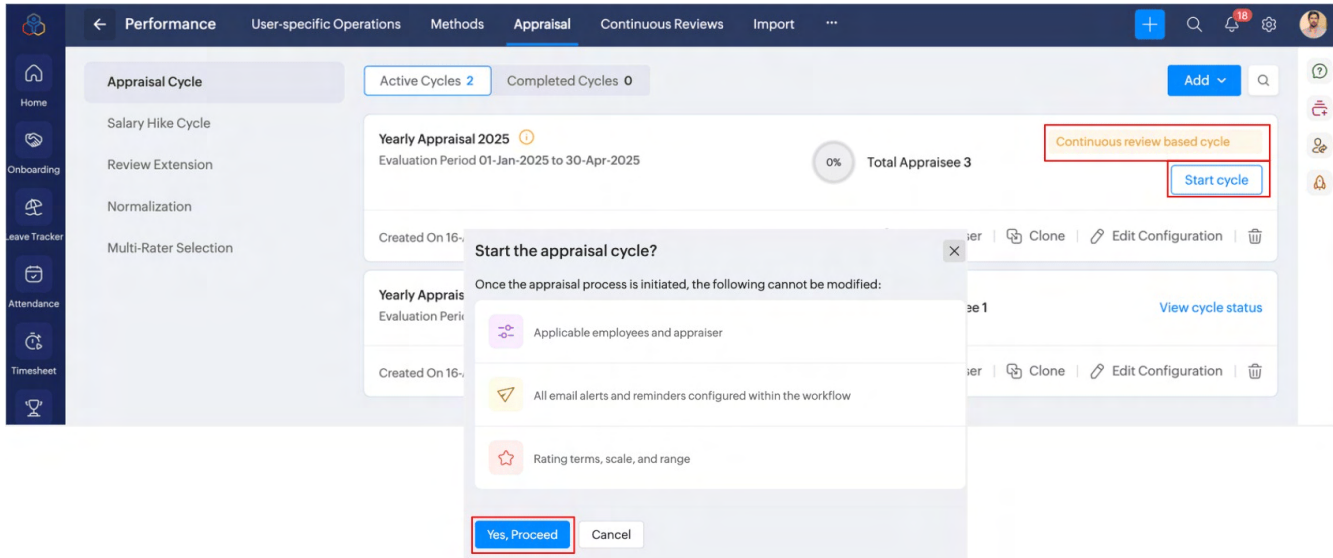 Performance
User-specific Operations
Methods
Appraisal
Continuous Reviews
Import
···
18
Home
Onboarding
Leave Tracker
Attendance
Timesheet
Appraisal Cycle
Salary Hike Cycle
Review Extension
Normalization
Multi-Rater Selection
Active Cycles 2
Completed Cycles 0
Add
Yearly Appraisal 2025
Evaluation Period 01-Jan-2025 to 30-Apr-2025
0%
Total Appraisee 3
Continuous review based cycle
Start cycle
Created On 16-
Clone
Edit Configuration
Yearly Apprais
Evaluation Peri
ee 1
View cycle status
Created On 16-
Clone
Edit Configuration
Start the appraisal cycle?
Once the appraisal process is initiated, the following cannot be modified:
Applicable employees and appraiser
All email alerts and reminders configured within the workflow
Rating terms, scale, and range
Yes, Proceed
Cancel